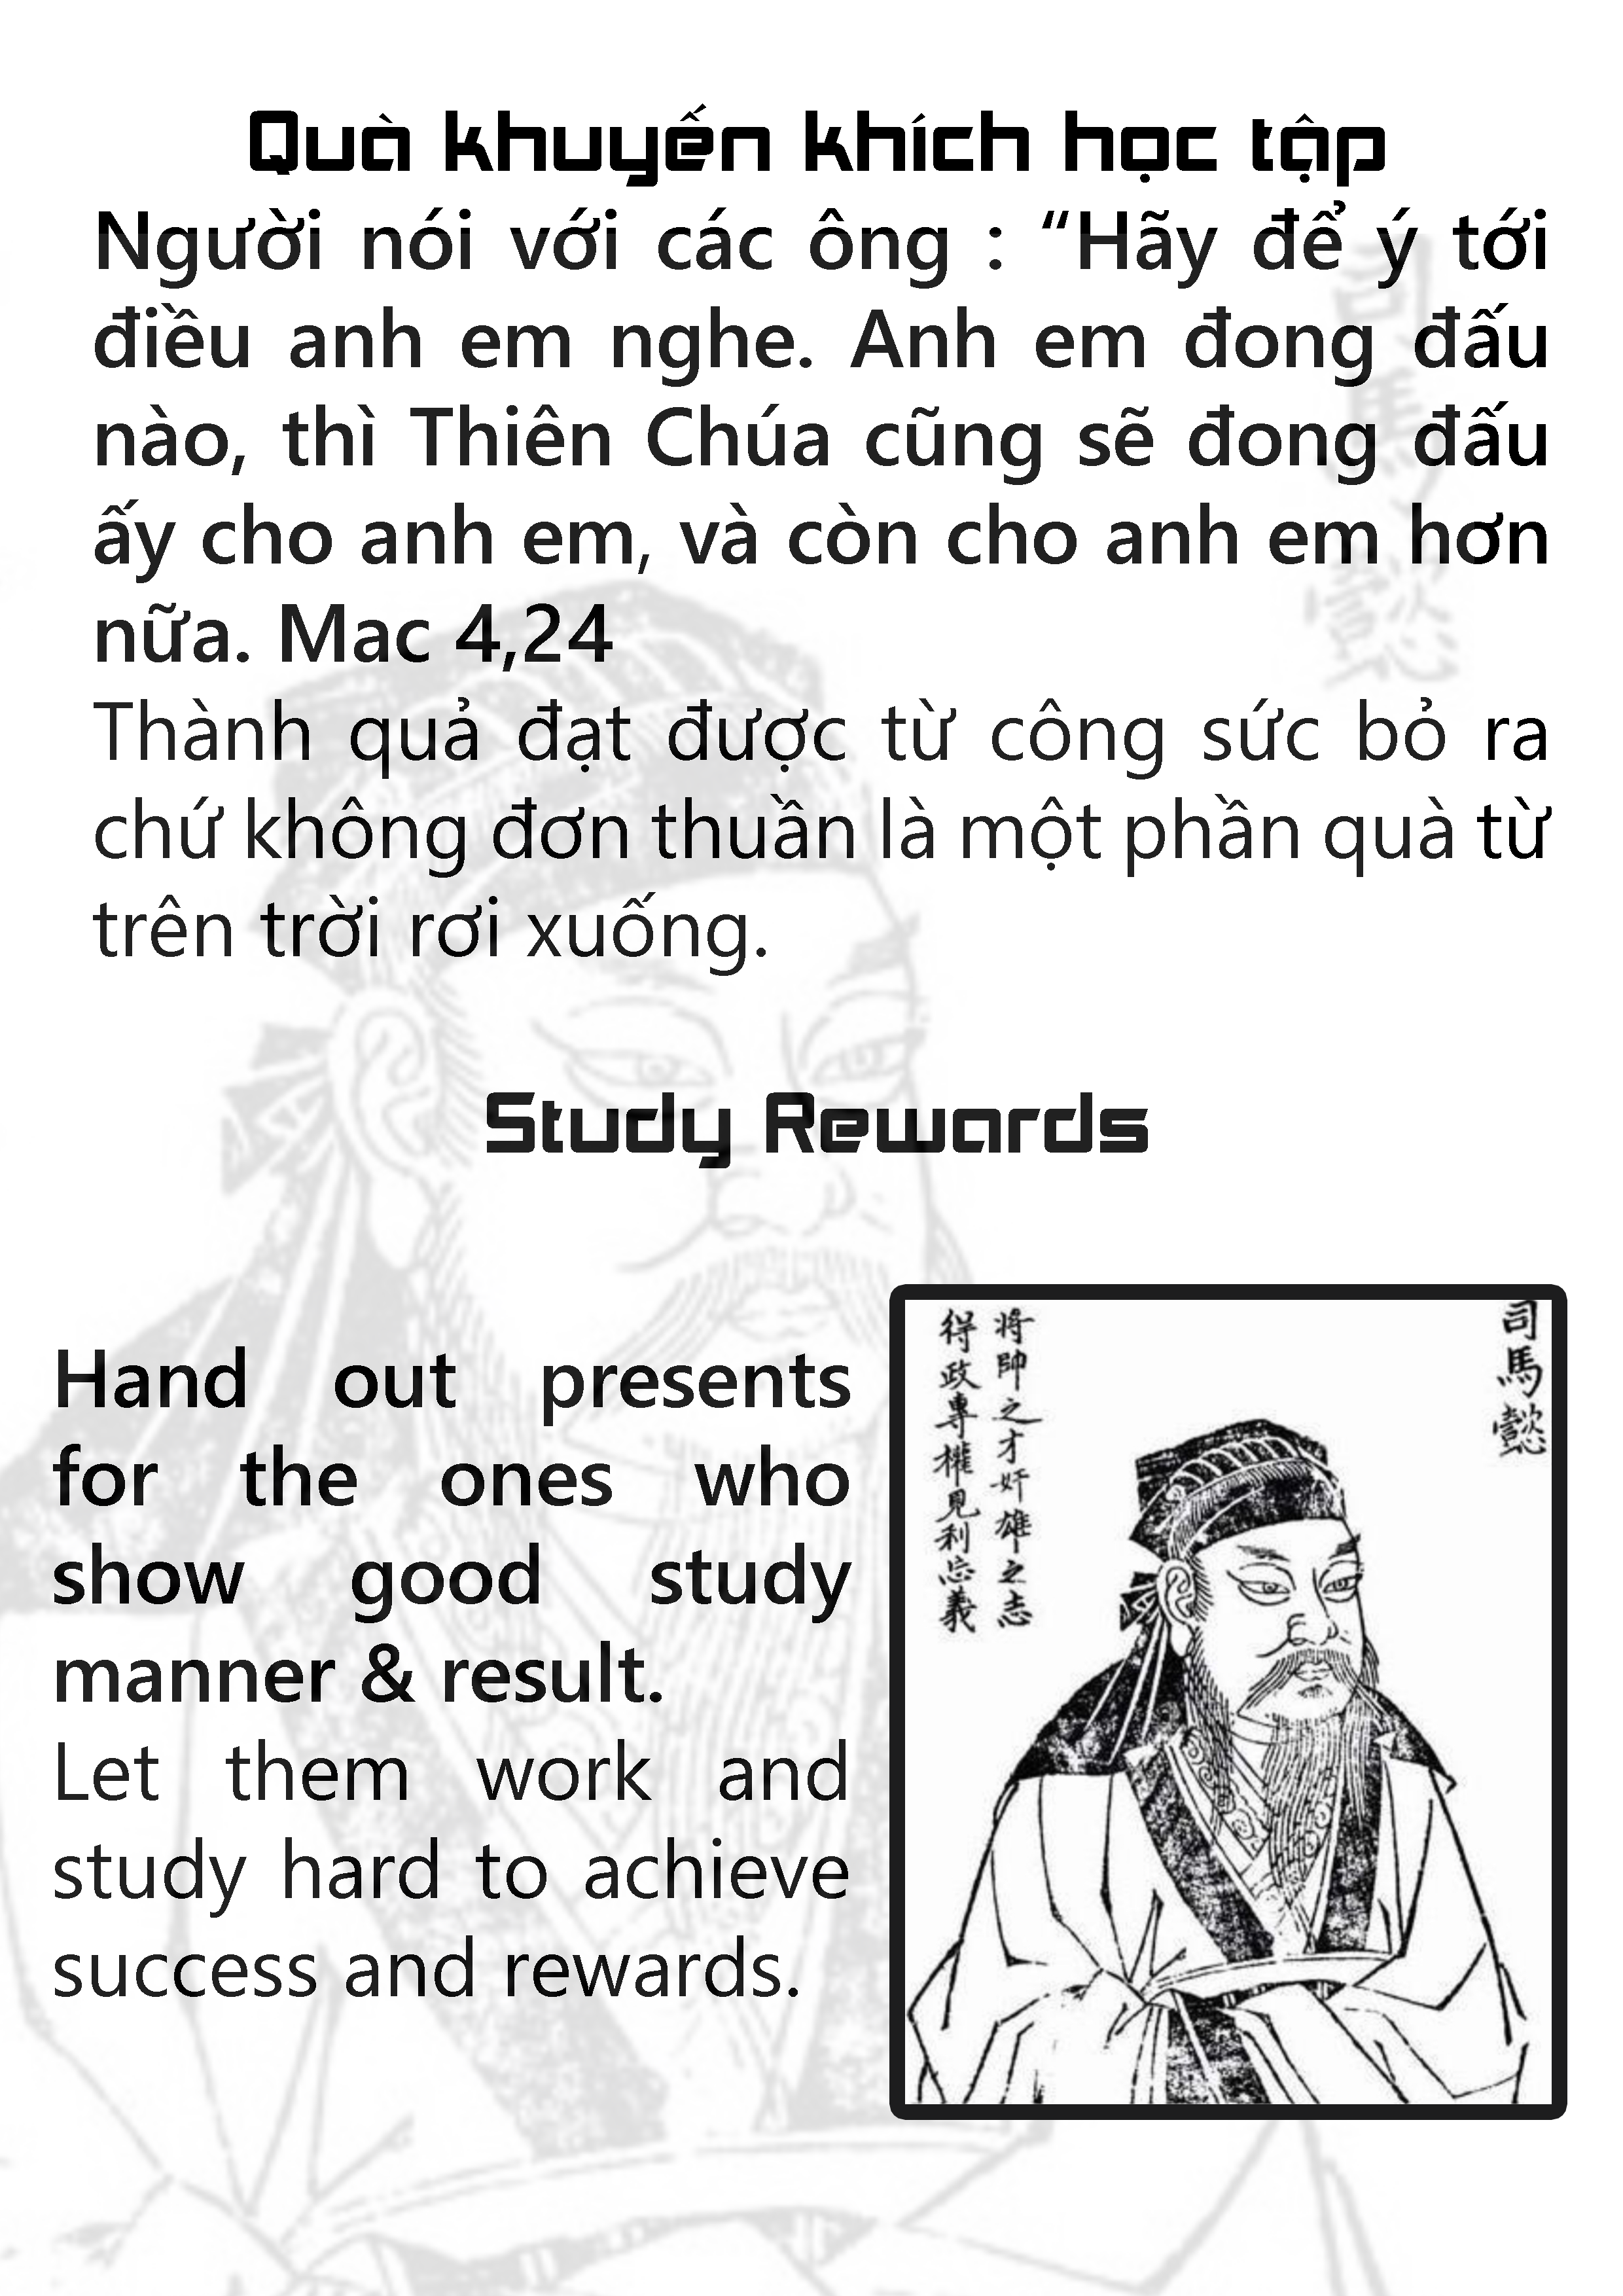 Quà khuyến khích học tập
Người nói với các ông : “Hãy để ý tới
điều anh em nghe. Anh em đong đấu
nào, thì Thiên Chúa cũng sẽ đong đấu
ấy cho anh em, và còn cho anh em hơn
nữa. Mac 4,24
Thành quả đạt được từ công sức bỏ ra
chứ không đơn thuần là một phần quà từ
trên trời rơi xuống.
司馬懿
Study Rewards
Hand out presents
for the ones who
show good study
manner & result.
Let them work and
study hard to achieve
success and rewards.
司馬懿
將帥之才奸雄之志
得政專權見利忘義